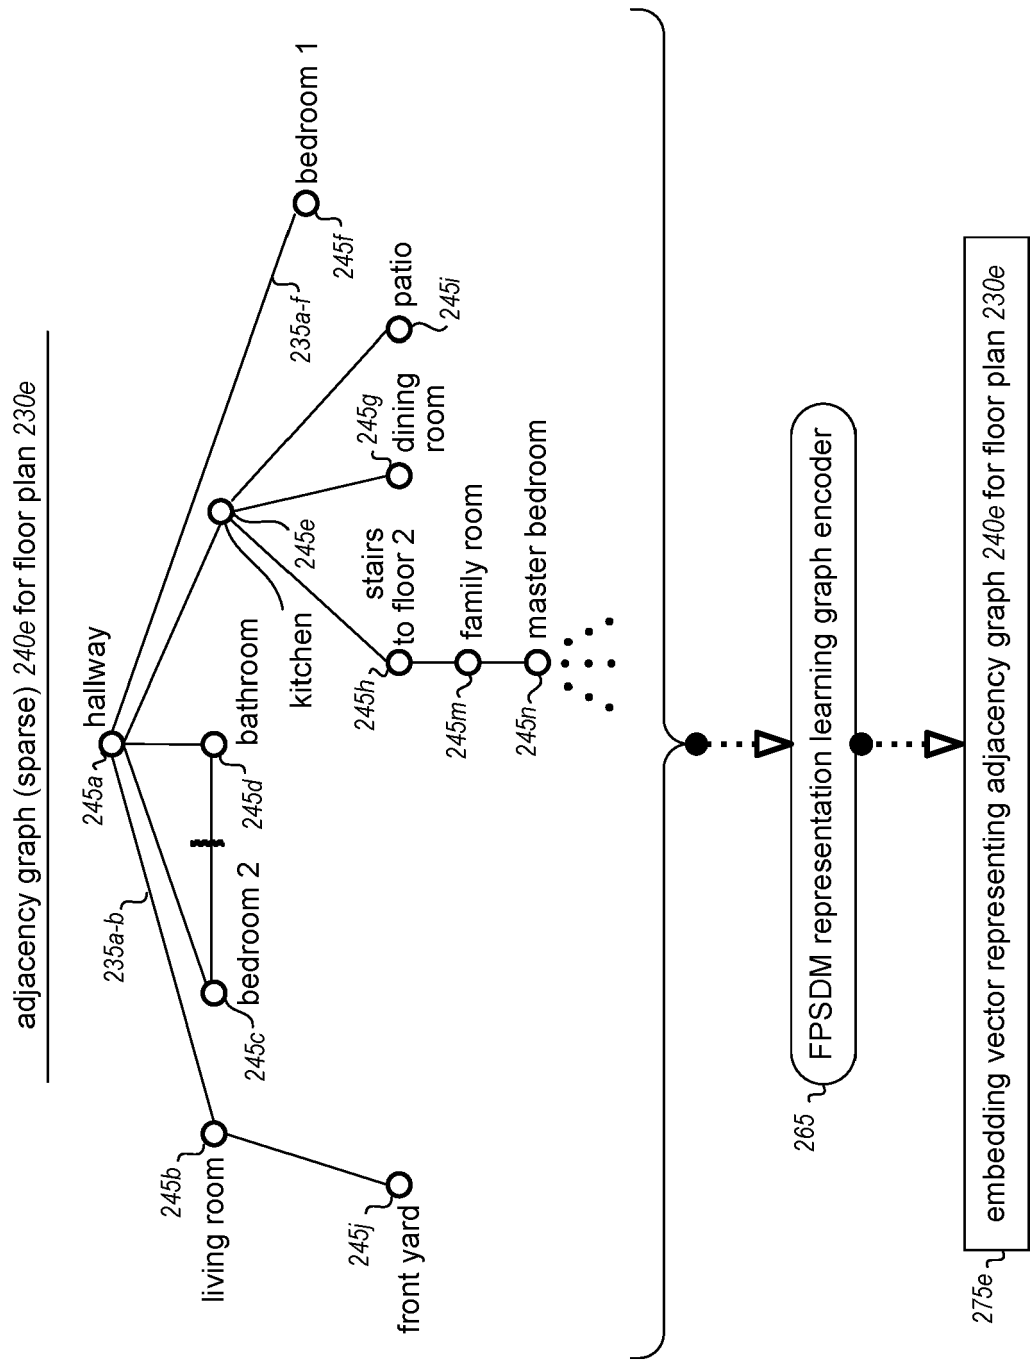 adjacency graph (sparse) 240e for floor plan 230e
hallway
245a
235a-b
235a-f
bedroom 1
245f
living room
245b
bedroom 2
245c
bathroom
245d
kitchen
245e
front yard
245j
stairs
to floor 2
245h
dining
room
245g
patio
245i
family room
245m
master bedroom
245n
FPSDM representation learning graph encoder
265
embedding vector representing adjacency graph 240e for floor plan 230e
275e